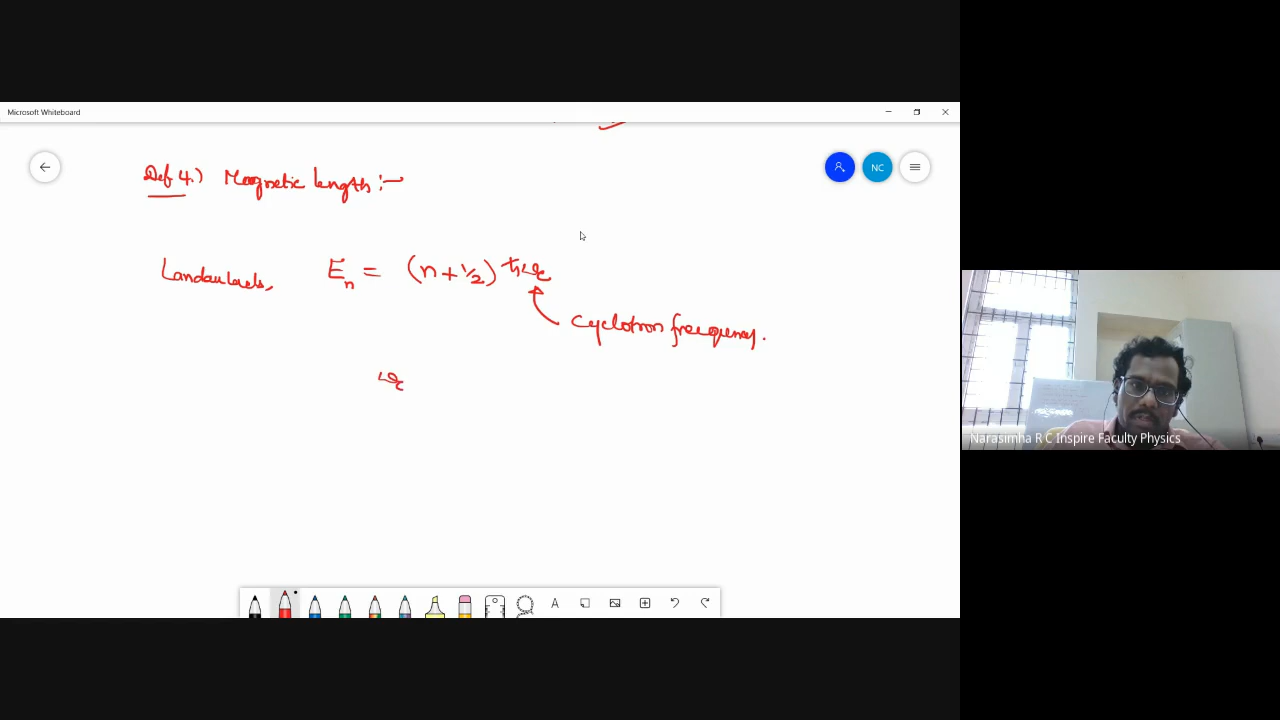 Microsoft Whiteboard
Def 4.) Magnetic length :-
NC
Landau levels, Eₙ = (n + 1/2) ħω_c
cyclotron frequency.
ω_c
Narasimha R C Inspire Faculty Physics
A